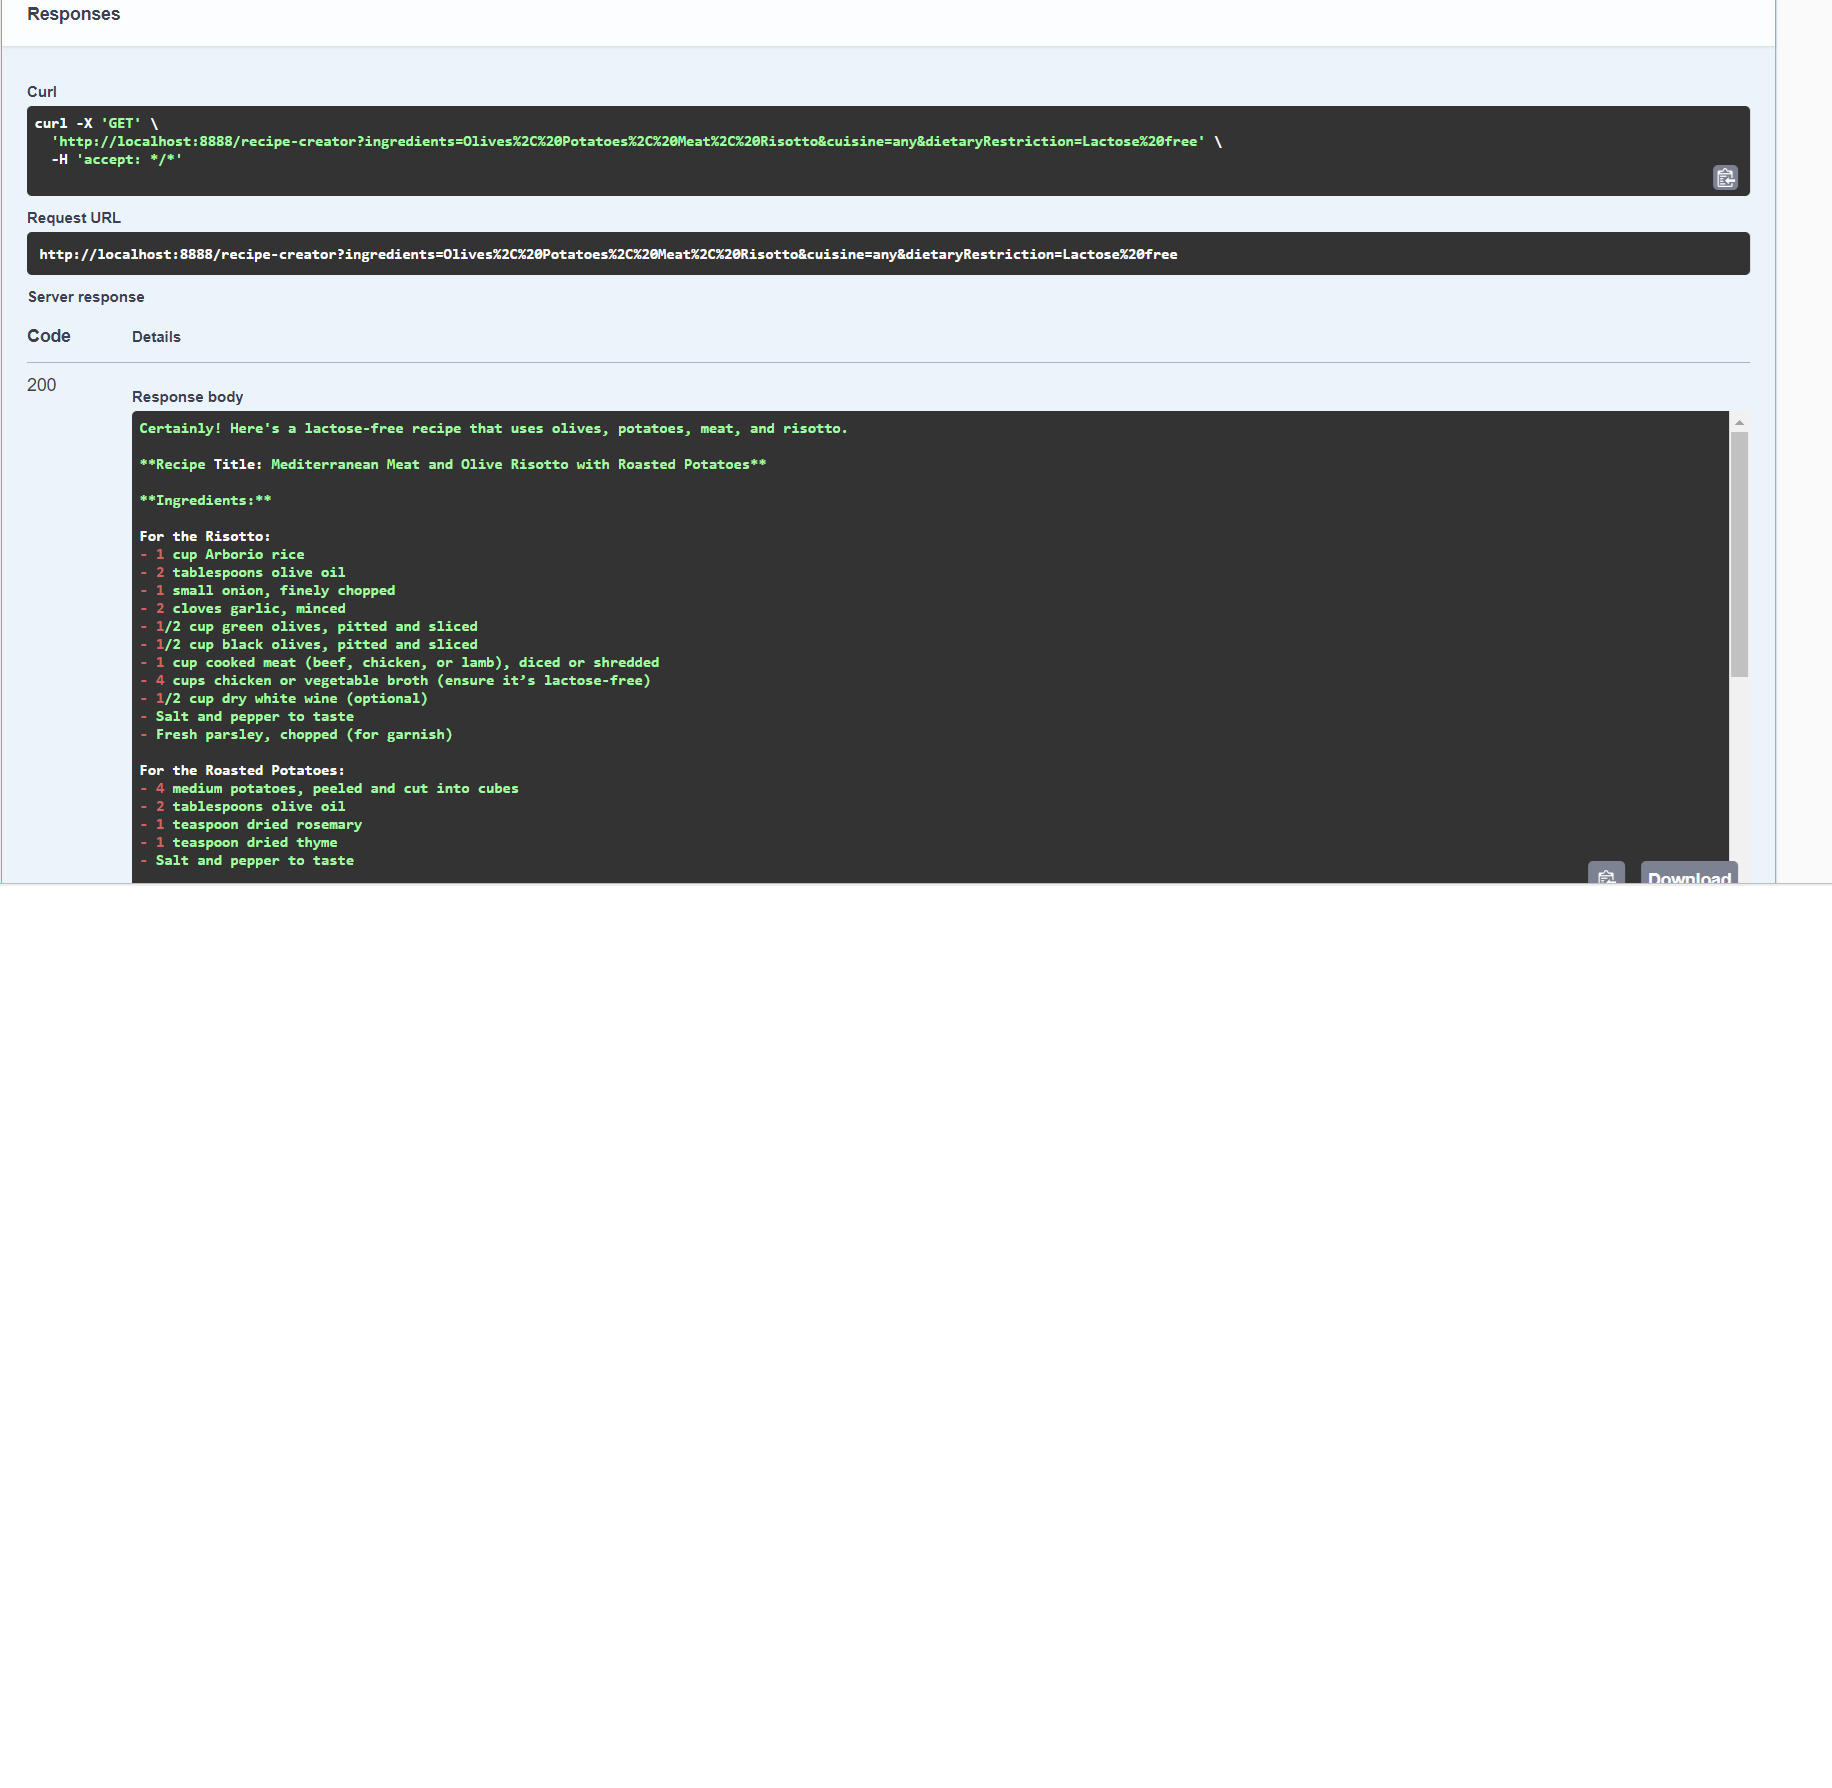 Responses
Curl
curl -X 'GET' \
  'http://localhost:8888/recipe-creator?ingredients=Olives%2C%20Potatoes%2C%20Meat%2C%20Risotto&cuisine=any&dietaryRestriction=Lactose%20free' \
  -H 'accept: */*'
Request URL
http://localhost:8888/recipe-creator?ingredients=Olives%2C%20Potatoes%2C%20Meat%2C%20Risotto&cuisine=any&dietaryRestriction=Lactose%20free
Server response
Code Details
200
Response body
Certainly! Here's a lactose-free recipe that uses olives, potatoes, meat, and risotto.
**Recipe Title: Mediterranean Meat and Olive Risotto with Roasted Potatoes**
**Ingredients:**
For the Risotto:
- 1 cup Arborio rice
- 2 tablespoons olive oil
- 1 small onion, finely chopped
- 2 cloves garlic, minced
- 1/2 cup green olives, pitted and sliced
- 1/2 cup black olives, pitted and sliced
- 1 cup cooked meat (beef, chicken, or lamb), diced or shredded
- 4 cups chicken or vegetable broth (ensure it’s lactose-free)
- 1/2 cup dry white wine (optional)
- Salt and pepper to taste
- Fresh parsley, chopped (for garnish)
For the Roasted Potatoes:
- 4 medium potatoes, peeled and cut into cubes
- 2 tablespoons olive oil
- 1 teaspoon dried rosemary
- 1 teaspoon dried thyme
- Salt and pepper to taste
Download